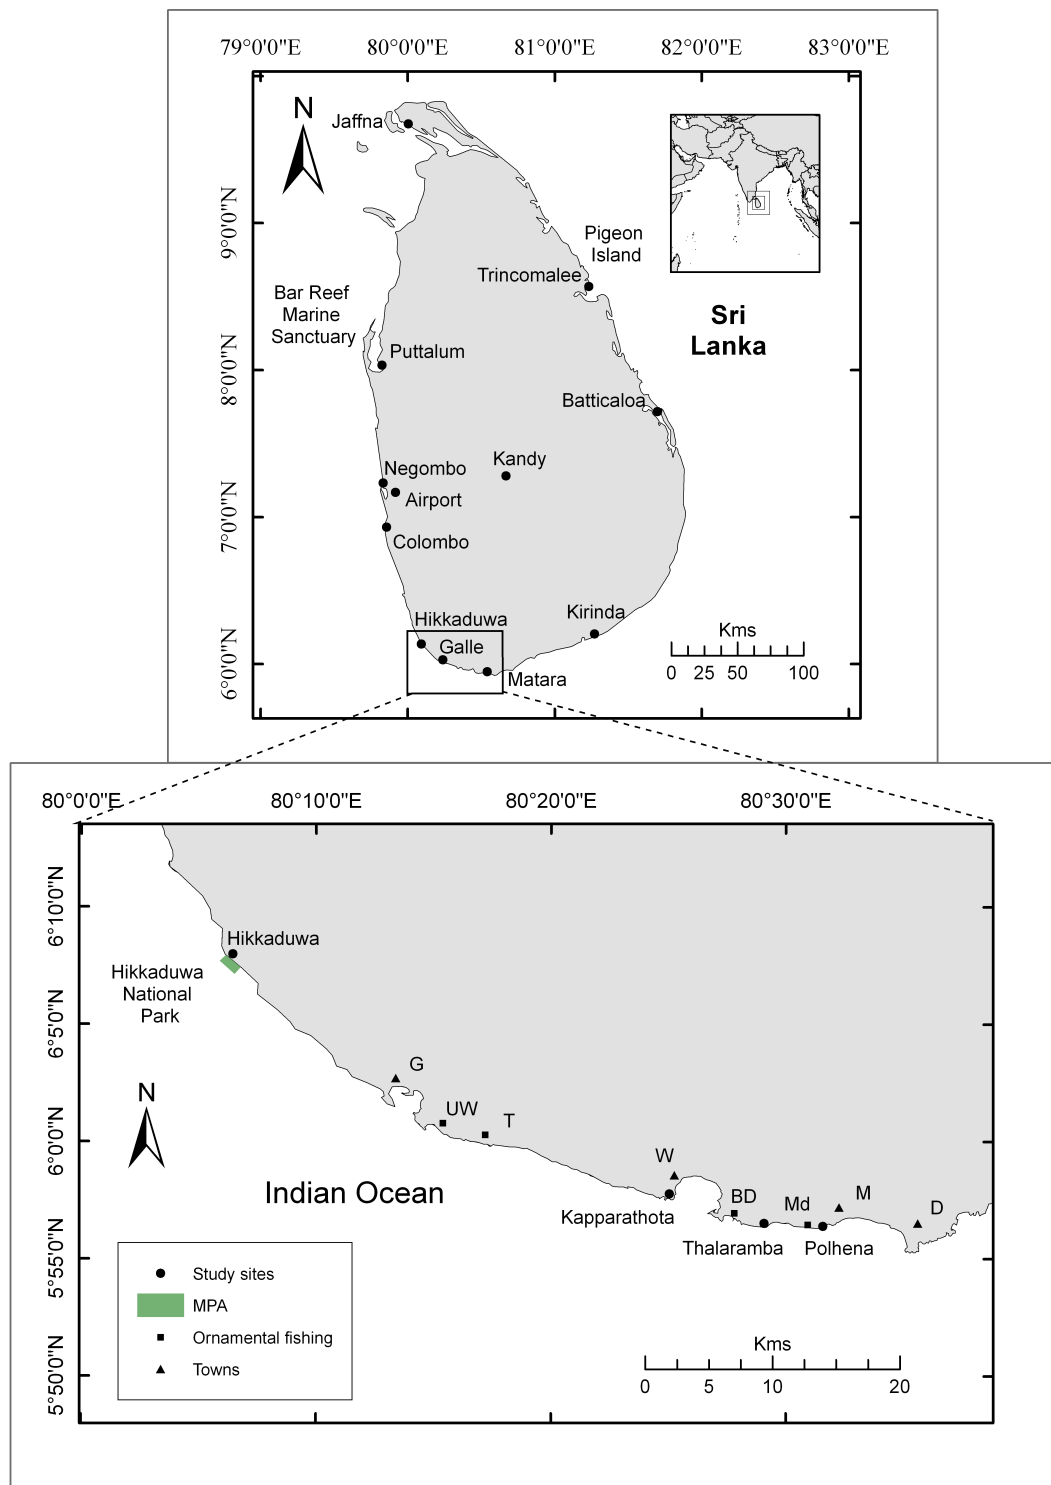 79°0'0"E 80°0'0"E 81°0'0"E 82°0'0"E 83°0'0"E
N
Jaffna
9°0'0"N
Pigeon
Island
Trincomalee
Bar Reef
Marine
Sanctuary
Sri
Lanka
Puttalum
8°0'0"N
Batticaloa
Kandy
Negombo
Airport
7°0'0"N
Colombo
Kirinda
Hikkaduwa
Galle
Matara
6°0'0"N
Kms
0 25 50 100
80°0'0"E 80°10'0"E 80°20'0"E 80°30'0"E
6°10'0"N
Hikkaduwa
Hikkaduwa
National
Park
6°5'0"N
G
N
UW
T
6°0'0"N
W
Indian Ocean
BD
Md
M
D
Kapparathota
Thalaramba
Polhena
5°55'0"N
Study sites
MPA
Ornamental fishing
Towns
Kms
0 5 10 20
5°50'0"N